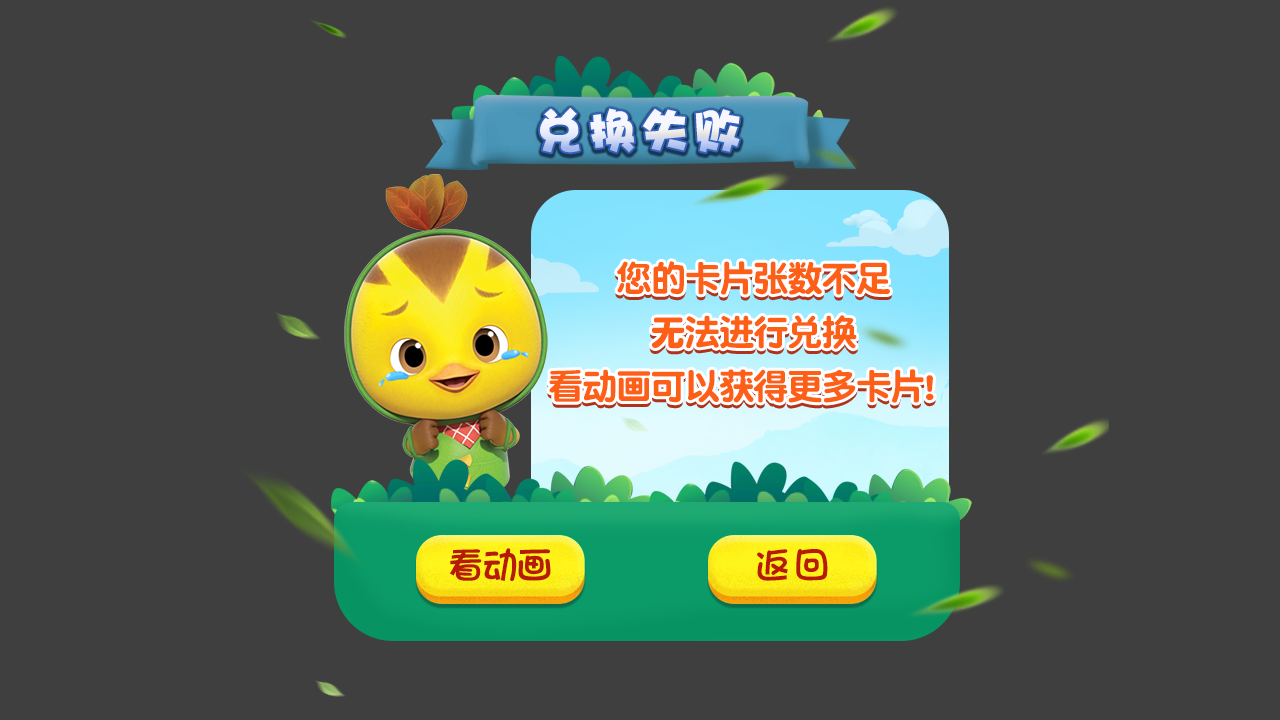 兑换失败
您的卡片张数不足
无法进行兑换
看动画可以获得更多卡片!
看动画
返回